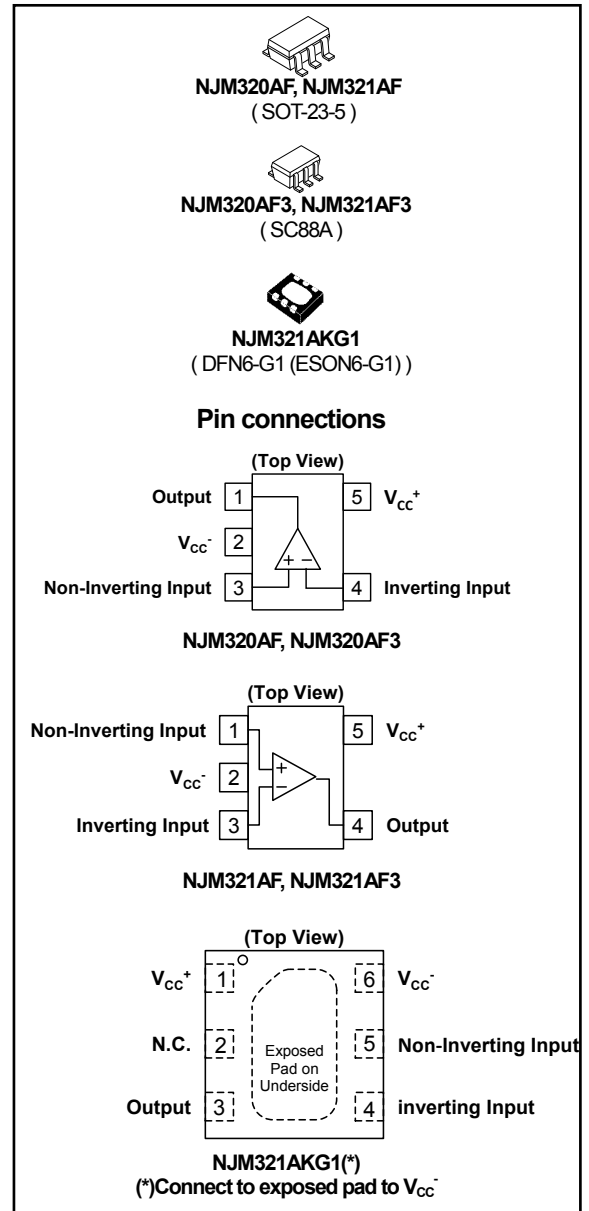 NJM320AF, NJM321AF
( SOT-23-5 )
NJM320AF3, NJM321AF3
( SC88A )
NJM321AKG1
( DFN6-G1 (ESON6-G1) )
Pin connections
(Top View)
Output 1 5 VCC+
VCC- 2
+ −
Non-Inverting Input 3 4 Inverting Input
NJM320AF, NJM320AF3
(Top View)
Non-Inverting Input 1 5 VCC+
+
VCC- 2
−
Inverting Input 3 4 Output
NJM321AF, NJM321AF3
(Top View)
VCC+ 1 6 VCC-
N.C. 2 5 Non-Inverting Input
Exposed
Pad on
Underside
Output 3 4 inverting Input
NJM321AKG1(*)
(*)Connect to exposed pad to VCC-